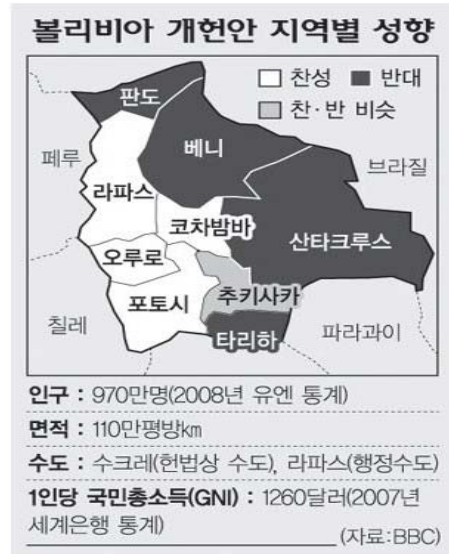 볼리비아 개헌안 지역별 성향
찬성 반대
찬·반 비슷
판도
페루
베니
브라질
라파스
코차밤바
산타크루스
오루로
추키사카
포토시
칠레
타리하
파라과이
인구 : 970만명(2008년 유엔 통계)
면적 : 110만평방㎞
수도 : 수크레(헌법상 수도), 라파스(행정수도)
1인당 국민총소득(GNI) : 1260달러(2007년
세계은행 통계)
(자료:BBC)